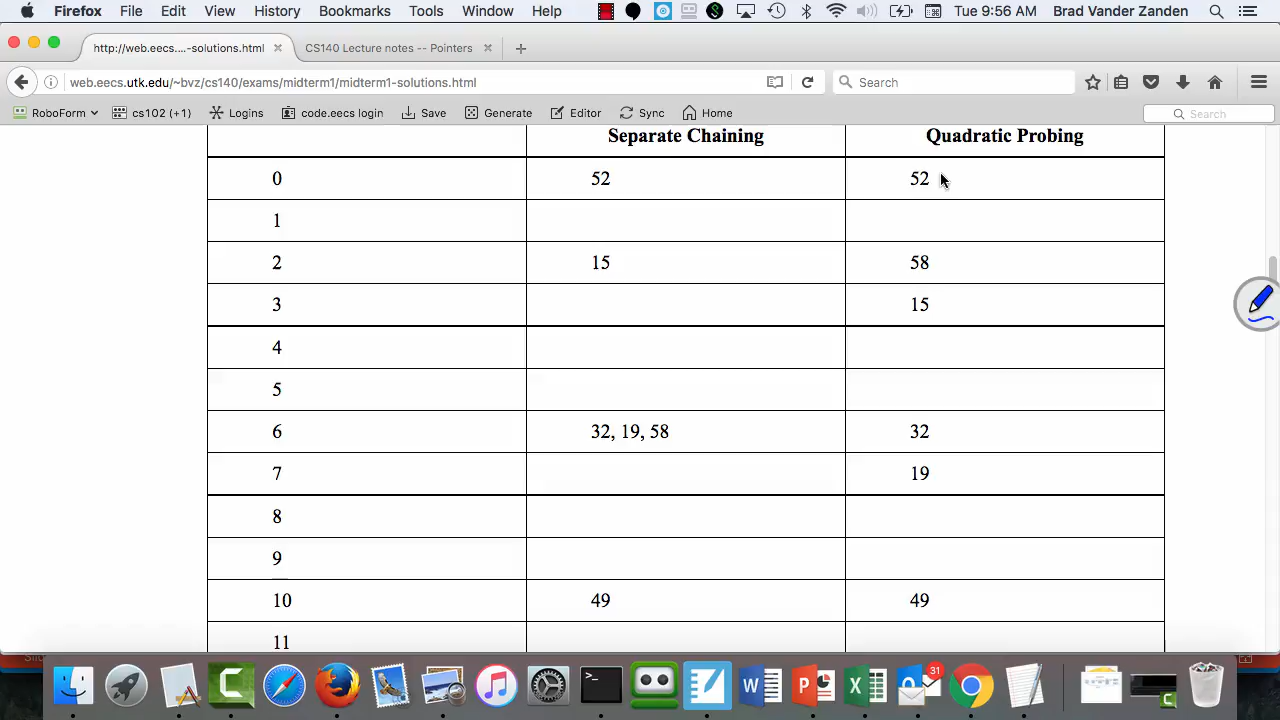 Firefox File Edit View History Bookmarks Tools Window Help Tue 9:56 AM Brad Vander Zanden
http://web.eecs....-solutions.html CS140 Lecture notes -- Pointers
web.eecs.utk.edu/~bvz/cs140/exams/midterm1/midterm1-solutions.html Search
RoboForm cs102 (+1) Logins code.eecs login Save Generate Editor Sync Home Search
Separate Chaining Quadratic Probing
0 52 52
1
2 15 58
3 15
4
5
6 32, 19, 58 32
7 19
8
9
10 49 49
11
31